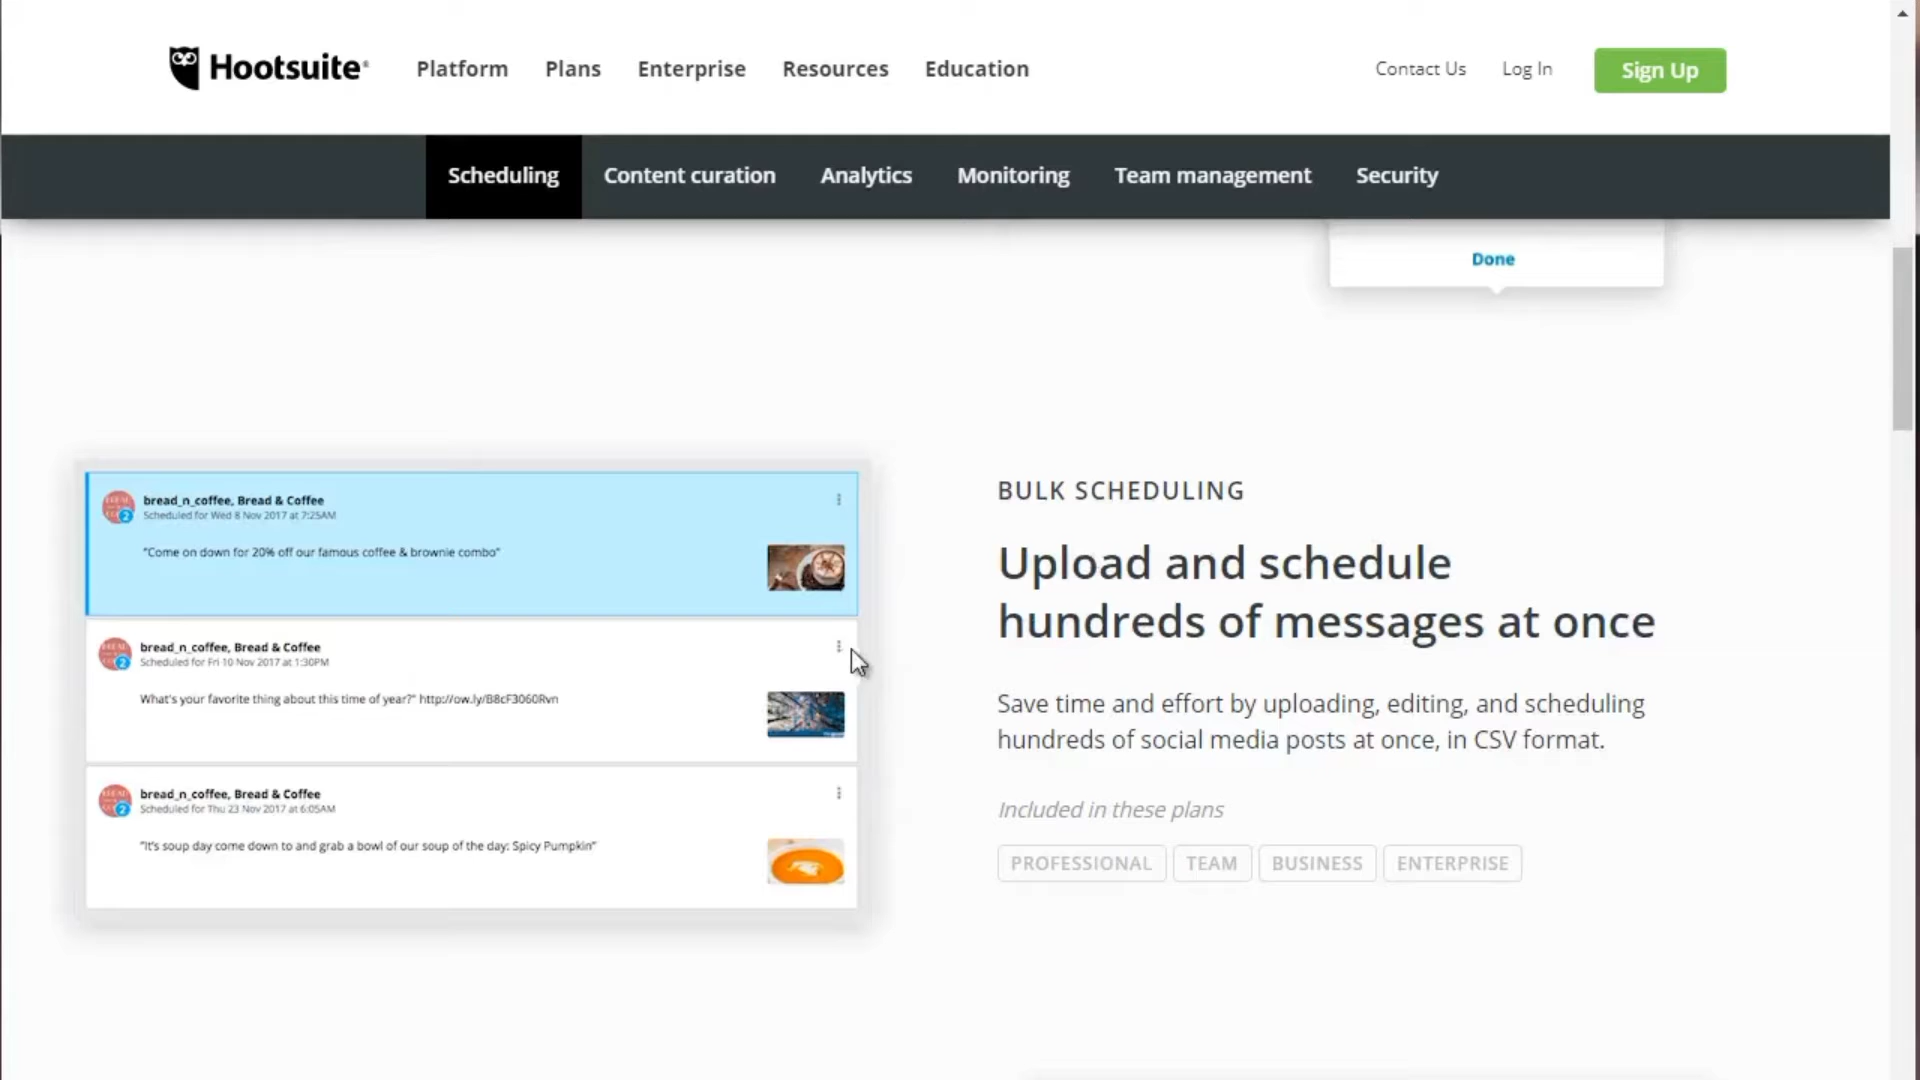 Hootsuite®
Platform Plans Enterprise Resources Education
Contact Us Log In Sign Up
Scheduling Content curation Analytics Monitoring Team management Security
Done
bread_n_coffee, Bread & Coffee
Scheduled for Wed 8 Nov 2017 at 7:25AM
"Come on down for 20% off our famous coffee & brownie combo"
bread_n_coffee, Bread & Coffee
Scheduled for Fri 10 Nov 2017 at 1:30PM
What's your favorite thing about this time of year?" http://ow.ly/B8cF3060Rvn
bread_n_coffee, Bread & Coffee
Scheduled for Thu 23 Nov 2017 at 6:05AM
"It's soup day come down to and grab a bowl of our soup of the day: Spicy Pumpkin"
BULK SCHEDULING
Upload and schedule
hundreds of messages at once
Save time and effort by uploading, editing, and scheduling
hundreds of social media posts at once, in CSV format.
Included in these plans
PROFESSIONAL TEAM BUSINESS ENTERPRISE